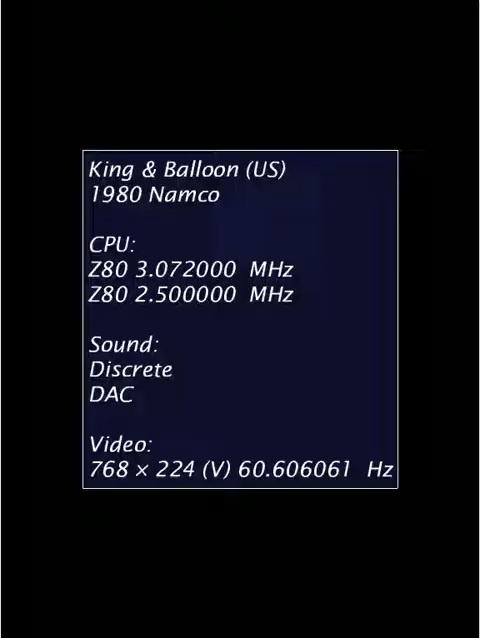 King & Balloon (US)
1980 Namco
CPU:
Z80 3.072000 MHz
Z80 2.500000 MHz
Sound:
Discrete
DAC
Video:
768 × 224 (V) 60.606061 Hz